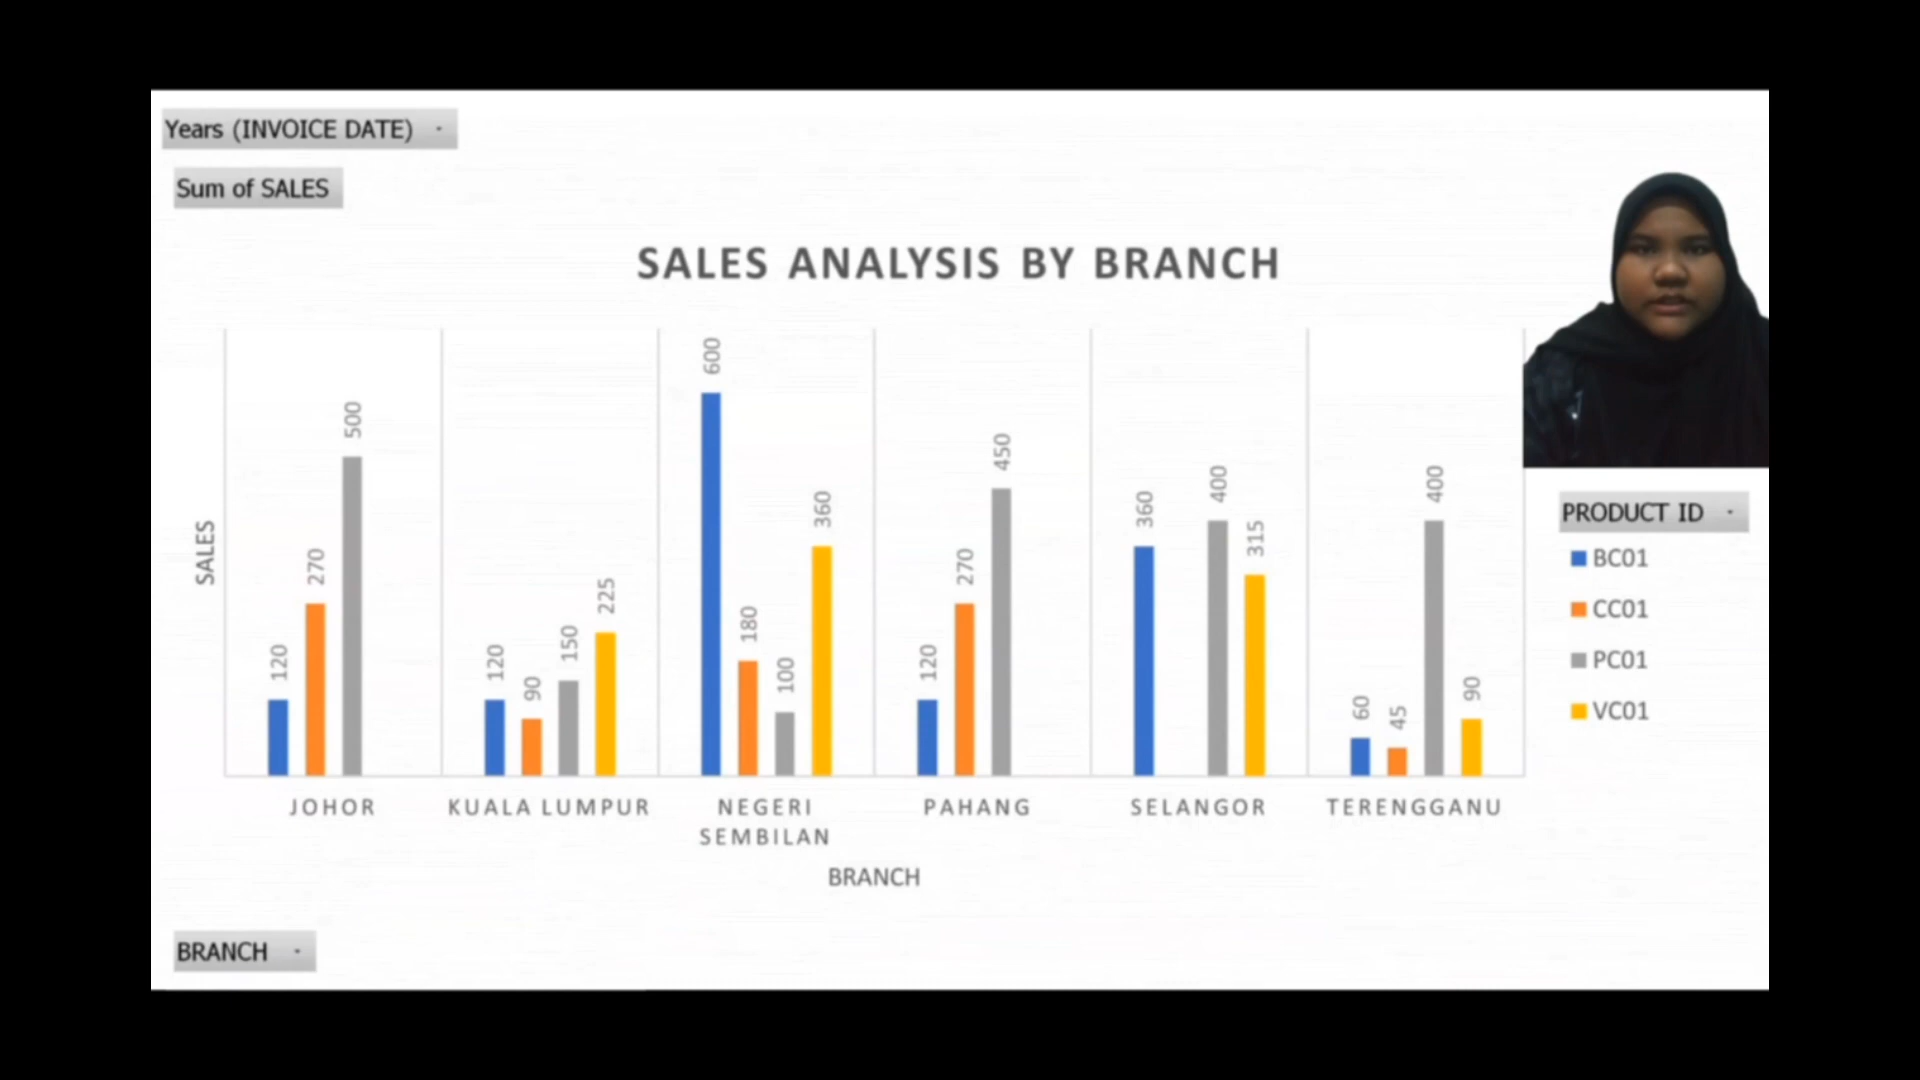 Years (INVOICE DATE)
Sum of SALES
SALES ANALYSIS BY BRANCH
SALES
120
270
500
120
90
150
225
600
180
100
360
120
270
450
360
400
315
60
45
400
90
JOHOR
KUALA LUMPUR
NEGERI
SEMBILAN
PAHANG
SELANGOR
TERENGGANU
BRANCH
PRODUCT ID
BC01
CC01
PC01
VC01
BRANCH